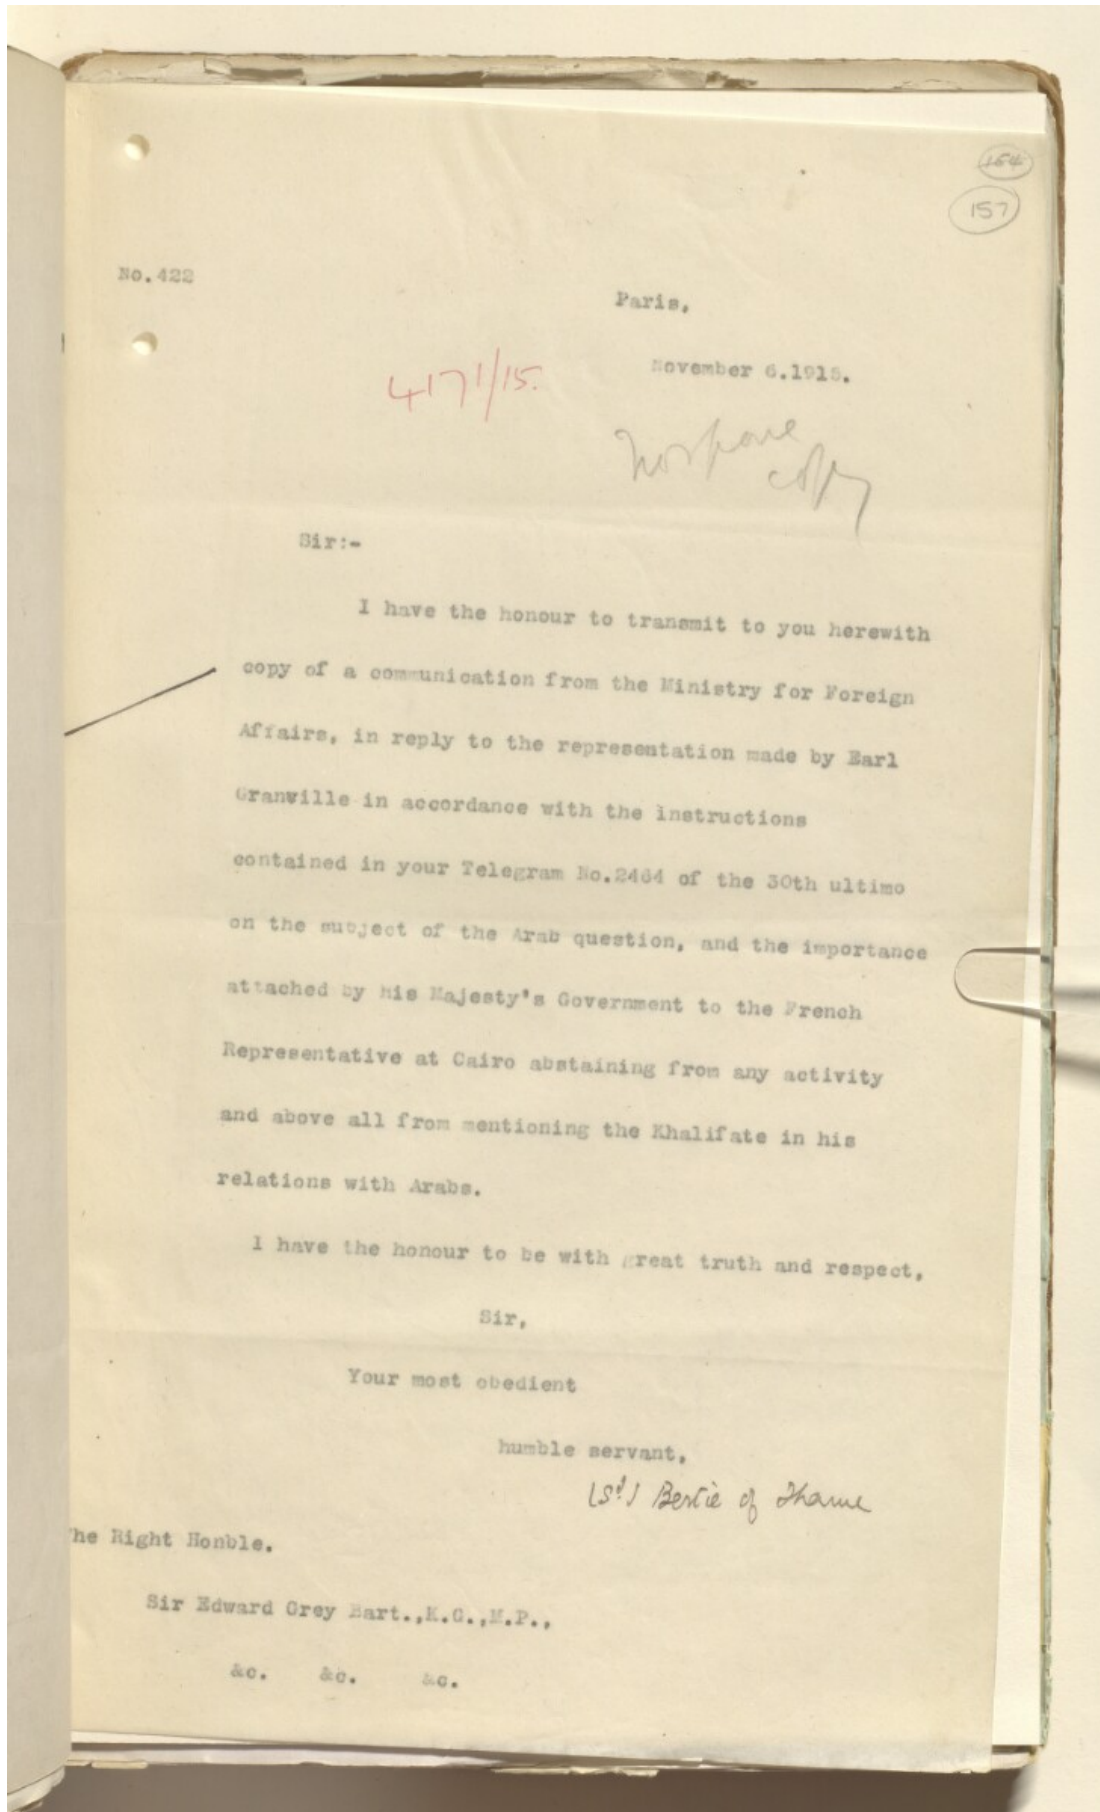 164
157
No.422
Paris,
November 6.1915.
4171/15.
No spare
copy
Sir:-
I have the honour to transmit to you herewith
copy of a communication from the Ministry for Foreign
Affairs, in reply to the representation made by Earl
Granville in accordance with the instructions
contained in your Telegram No.2464 of the 30th ultimo
on the subject of the Arab question, and the importance
attached by his Majesty's Government to the French
Representative at Cairo abstaining from any activity
and above all from mentioning the Khalifate in his
relations with Arabs.
I have the honour to be with great truth and respect,
Sir,
Your most obedient
humble servant,
(Sd) Bertie of Thame
The Right Honble.
Sir Edward Grey Bart.,K.G.,M.P.,
&c. &c. &c.